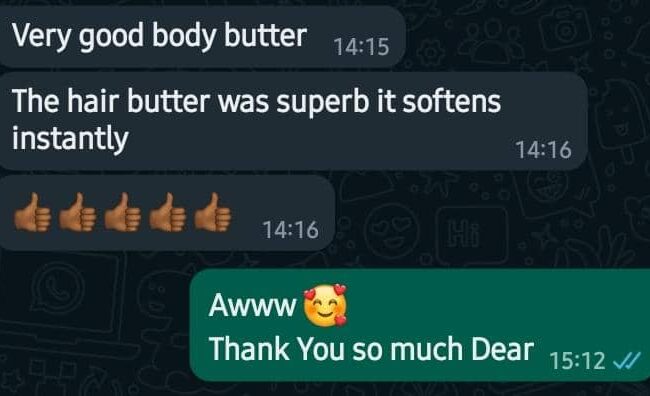 Very good body butter 14:15
The hair butter was superb it softens
instantly 14:16
👍🏾👍🏾👍🏾👍🏾👍🏾 14:16
Awww 🥰
Thank You so much Dear 15:12
Hi